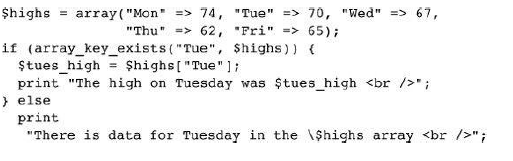 $highs = array("Mon" => 74, "Tue" => 70, "Wed" => 67,
"Thu" => 62, "Fri" => 65);
if (array_key_exists("Tue", $highs)) {
$tues_high = $highs["Tue"];
print "The high on Tuesday was $tues_high <br />";
} else
print
"There is data for Tuesday in the \$highs array <br />";